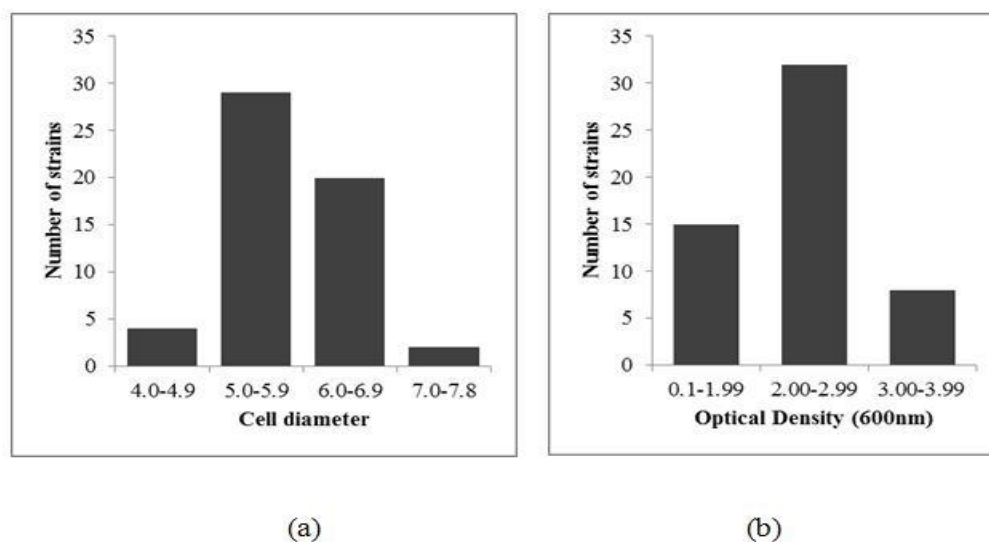 Number of strains
35
30
25
20
15
10
5
0
4.0-4.9 5.0-5.9 6.0-6.9 7.0-7.8
Cell diameter
(a)
Number of strains
35
30
25
20
15
10
5
0
0.1-1.99 2.00-2.99 3.00-3.99
Optical Density (600nm)
(b)